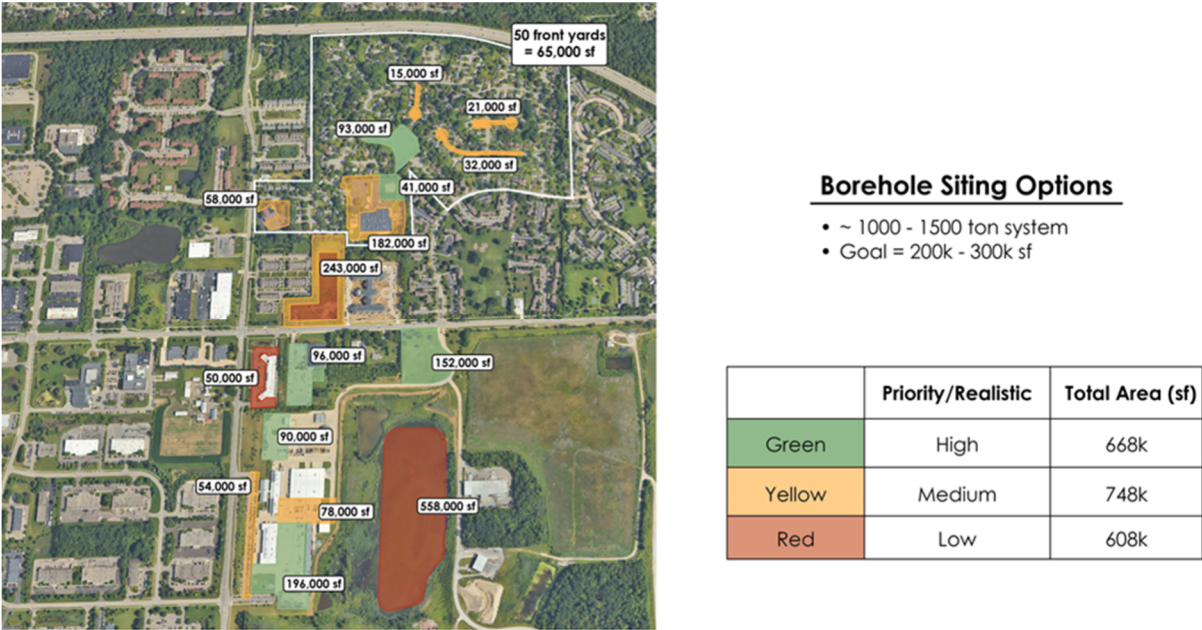 50 front yards
= 65,000 sf
15,000 sf
21,000 sf
93,000 sf
32,000 sf
41,000 sf
58,000 sf
182,000 sf
243,000 sf
96,000 sf
152,000 sf
50,000 sf
90,000 sf
54,000 sf
78,000 sf
558,000 sf
196,000 sf
Borehole Siting Options
• ~ 1000 - 1500 ton system
• Goal = 200k - 300k sf
Priority/Realistic Total Area (sf)
Green High 668k
Yellow Medium 748k
Red Low 608k